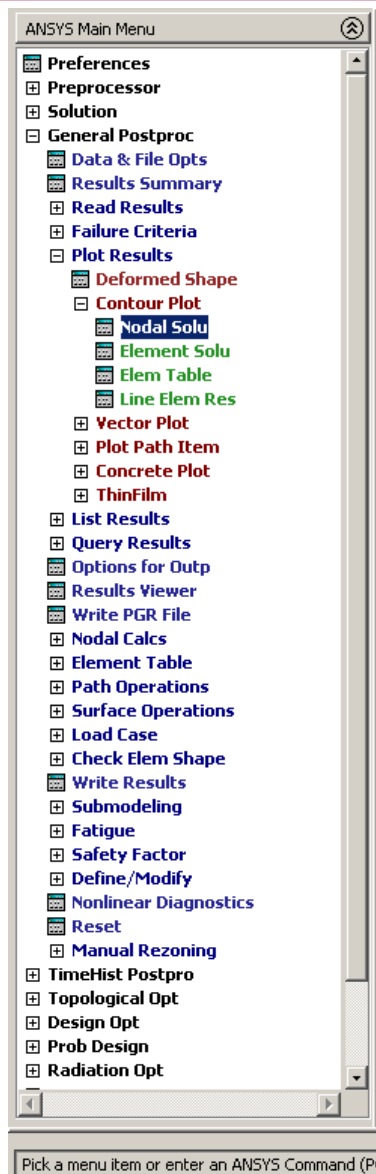 ANSYS Main Menu
Preferences
Preprocessor
Solution
General Postproc
Data & File Opts
Results Summary
Read Results
Failure Criteria
Plot Results
Deformed Shape
Contour Plot
Nodal Solu
Element Solu
Elem Table
Line Elem Res
Vector Plot
Plot Path Item
Concrete Plot
ThinFilm
List Results
Query Results
Options for Outp
Results Viewer
Write PGR File
Nodal Calcs
Element Table
Path Operations
Surface Operations
Load Case
Check Elem Shape
Write Results
Submodeling
Fatigue
Safety Factor
Define/Modify
Nonlinear Diagnostics
Reset
Manual Rezoning
TimeHist Postpro
Topological Opt
Design Opt
Prob Design
Radiation Opt
Pick a menu item or enter an ANSYS Command (P